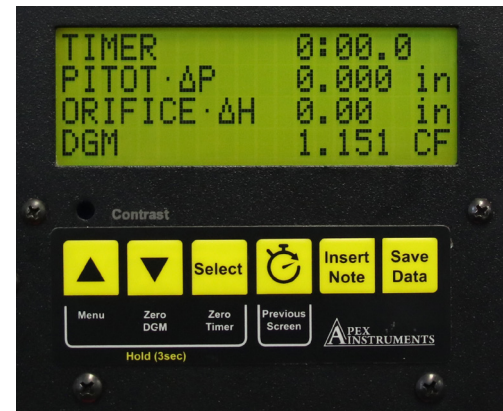 TIMER 0:00.0
PITOT·ΔP 0.000 in
ORIFICE·ΔH 0.00 in
DGM 1.151 CF
Contrast
Select
Insert
Note
Save
Data
Menu
Zero
DGM
Zero
Timer
Previous
Screen
Hold (3sec)
APEX
INSTRUMENTS